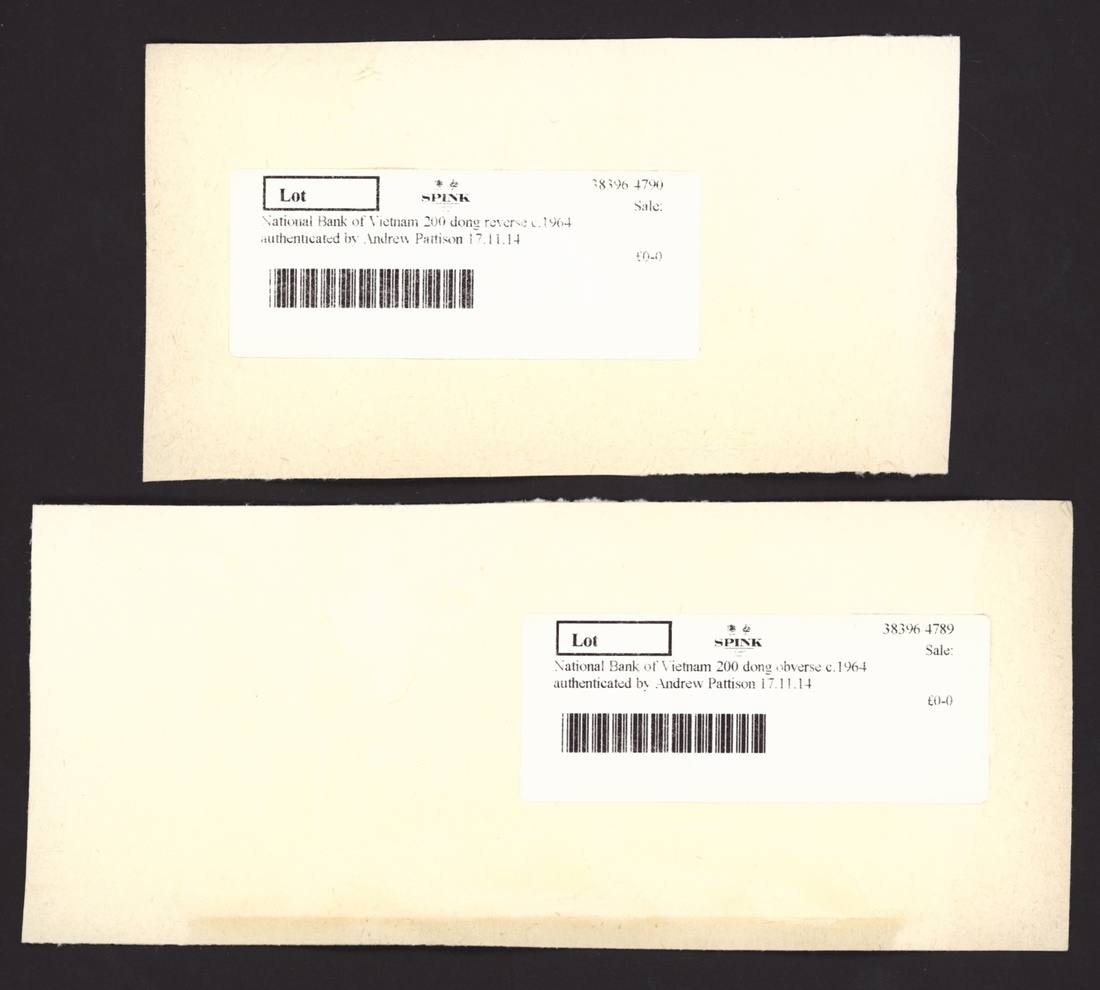 Lot
SPINK
38396 4790
Sale:
National Bank of Vietnam 200 dong reverse c.1964
authenticated by Andrew Pattison 17.11.14
£0-0
Lot
SPINK
38396 4789
Sale:
National Bank of Vietnam 200 dong obverse c.1964
authenticated by Andrew Pattison 17.11.14
£0-0